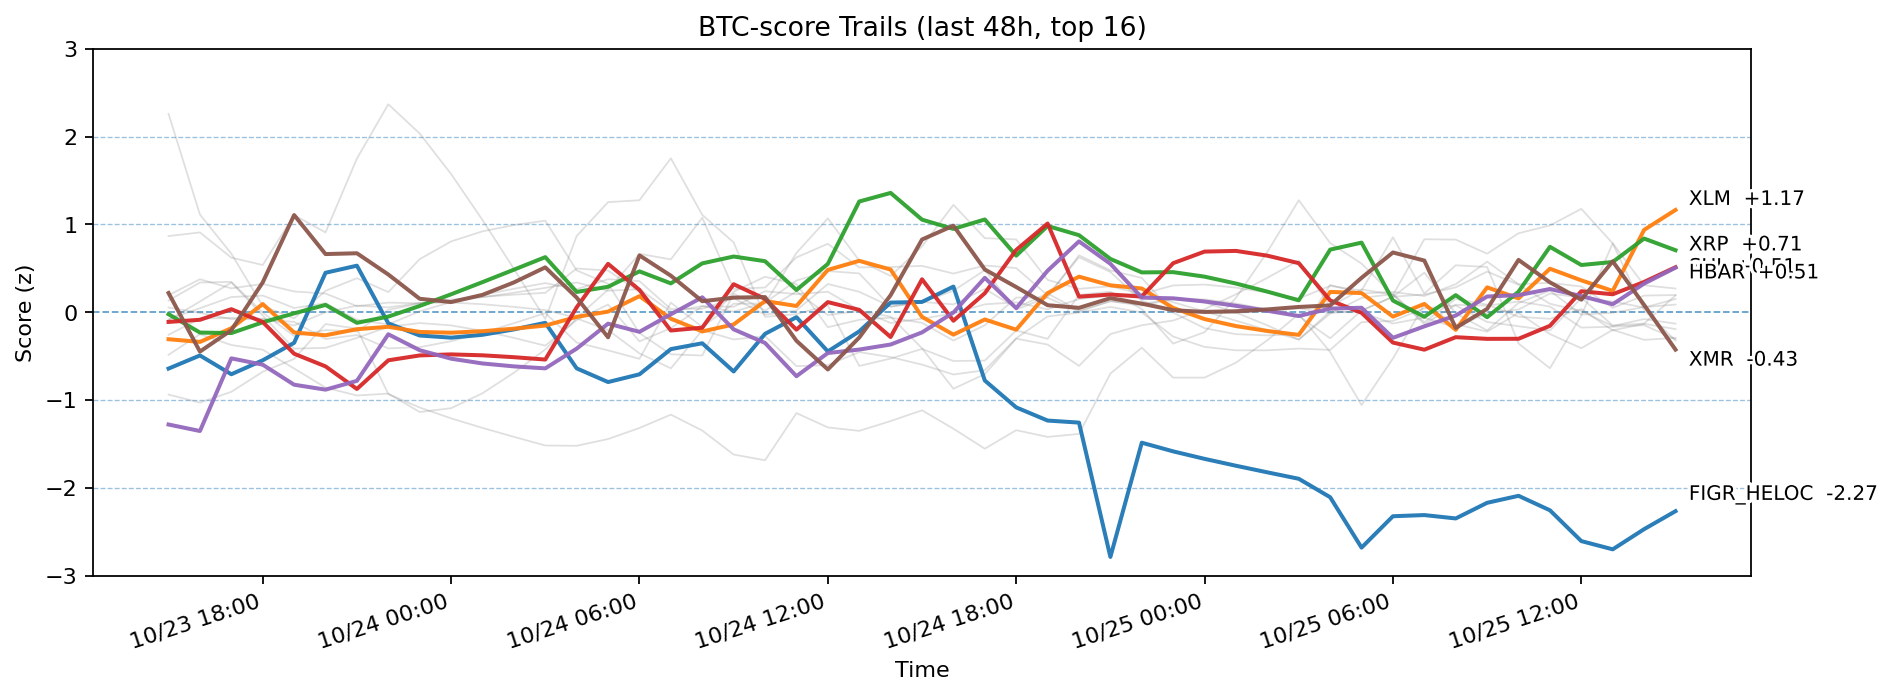 BTC-score Trails (last 48h, top 16)
Score (z)
3
2
1
0
−1
−2
−3
XLM +1.17
XRP +0.71
+0.51
HBAR +0.51
XMR -0.43
FIGR_HELOC -2.27
10/23 18:00
10/24 00:00
10/24 06:00
10/24 12:00
10/24 18:00
10/25 00:00
10/25 06:00
10/25 12:00
Time